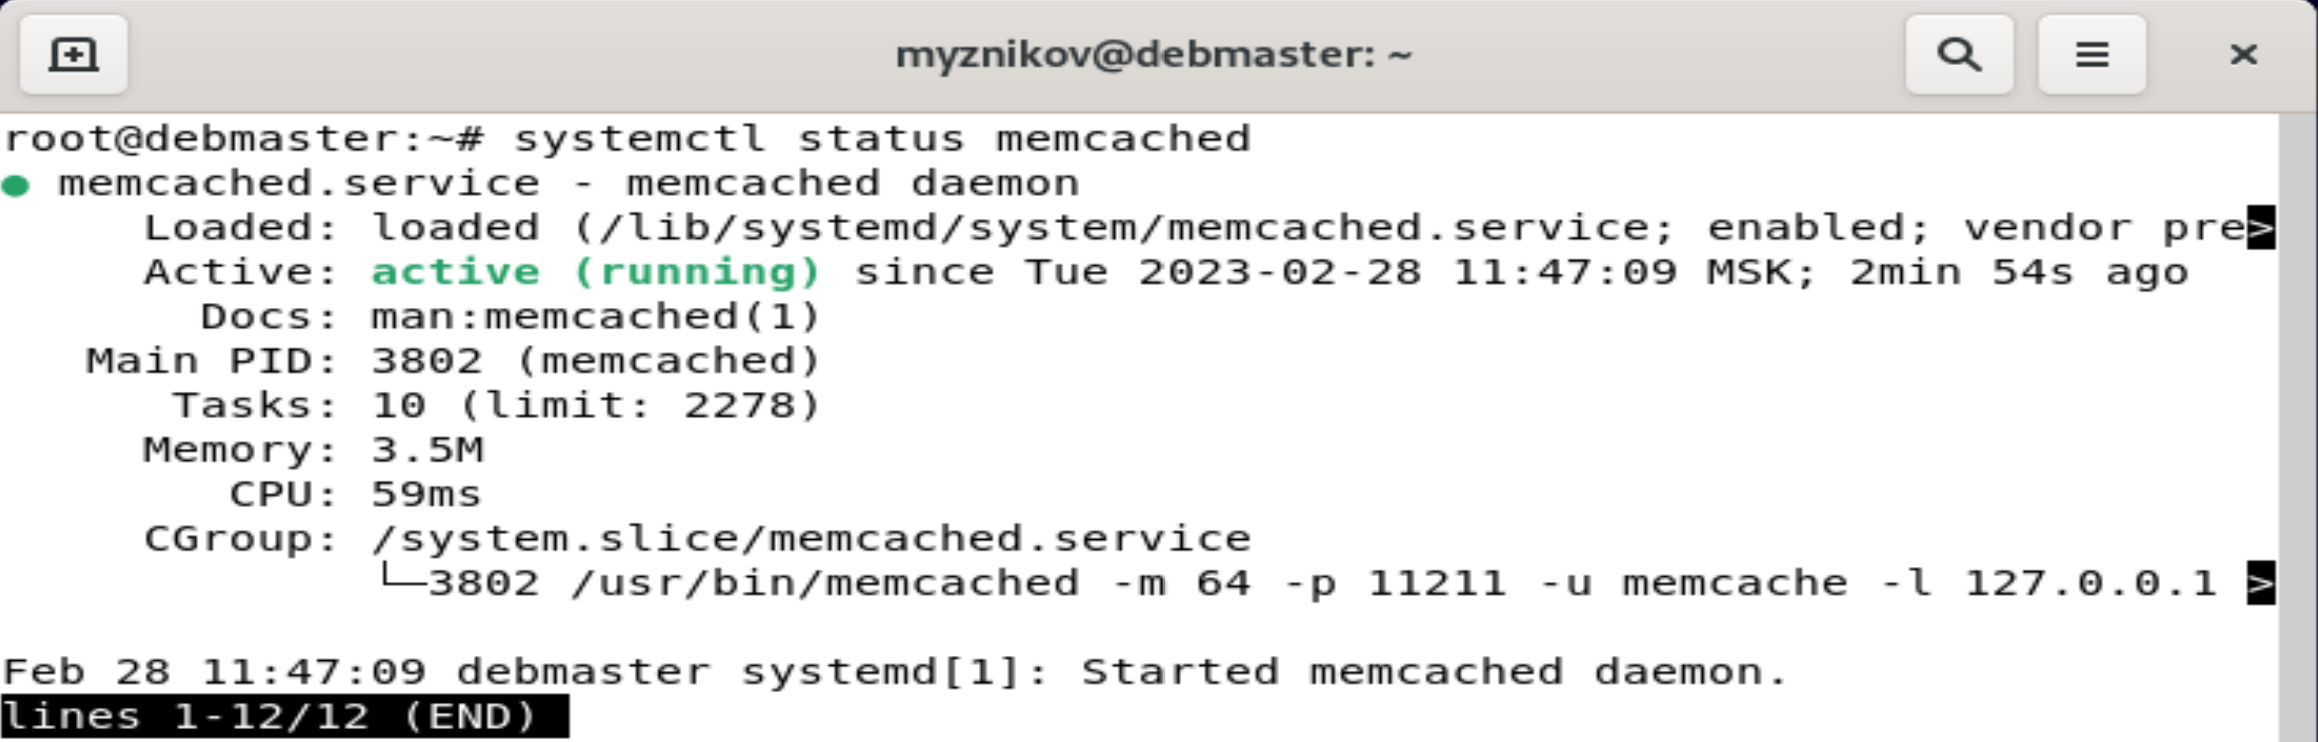 myznikov@debmaster: ~
root@debmaster:~# systemctl status memcached
● memcached.service - memcached daemon
     Loaded: loaded (/lib/systemd/system/memcached.service; enabled; vendor pre>
     Active: active (running) since Tue 2023-02-28 11:47:09 MSK; 2min 54s ago
       Docs: man:memcached(1)
   Main PID: 3802 (memcached)
      Tasks: 10 (limit: 2278)
     Memory: 3.5M
        CPU: 59ms
     CGroup: /system.slice/memcached.service
             └─3802 /usr/bin/memcached -m 64 -p 11211 -u memcache -l 127.0.0.1 >
Feb 28 11:47:09 debmaster systemd[1]: Started memcached daemon.
lines 1-12/12 (END)